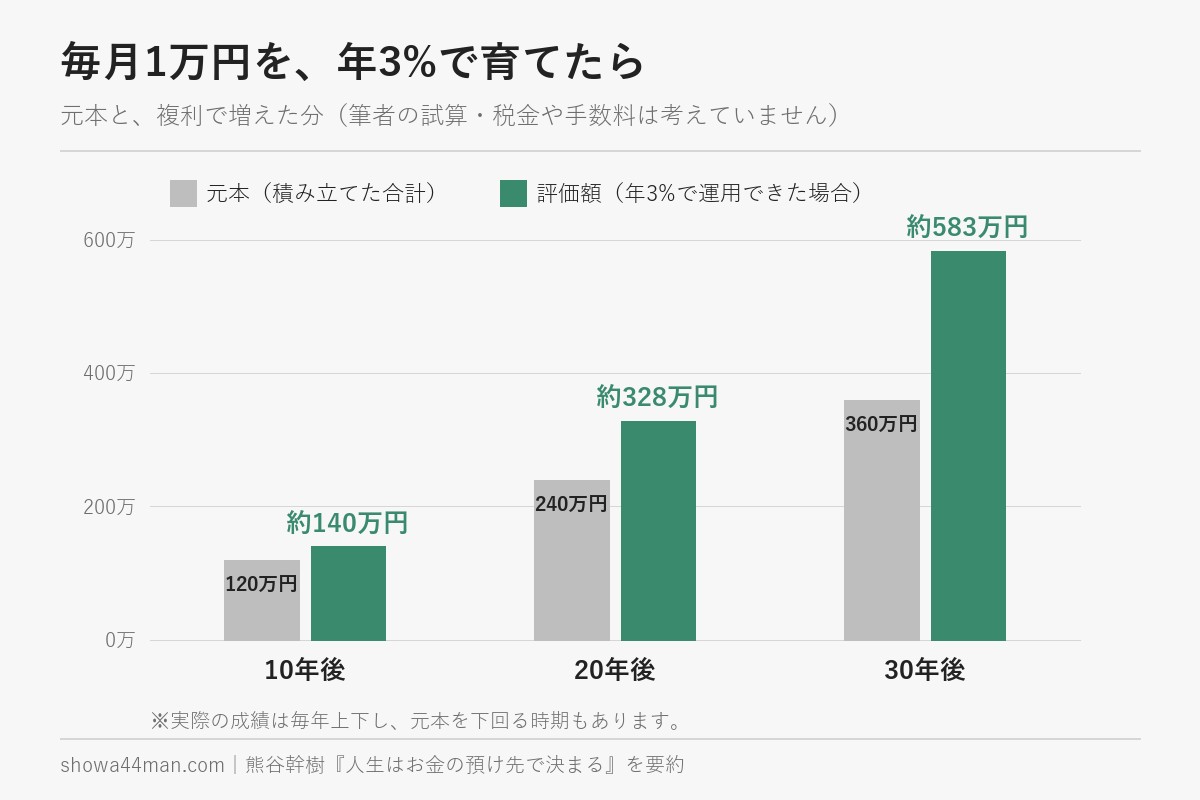 毎月1万円を、年3%で育てたら
元本と、複利で増えた分（筆者の試算・税金や手数料は考えていません）
元本（積み立てた合計）
評価額（年3%で運用できた場合）
600万
400万
200万
0万
120万円
約140万円
240万円
約328万円
360万円
約583万円
10年後
20年後
30年後
※実際の成績は毎年上下し、元本を下回る時期もあります。
showa44man.com｜熊谷幹樹『人生はお金の預け先で決まる』を要約